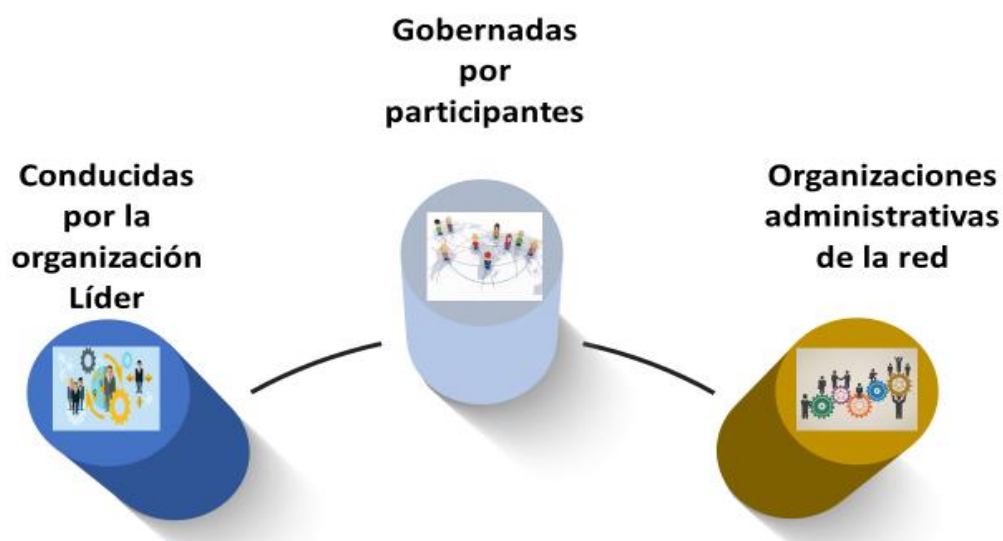 Gobernadas
por
participantes
Conducidas
por la
organización
Líder
Organizaciones
administrativas
de la red